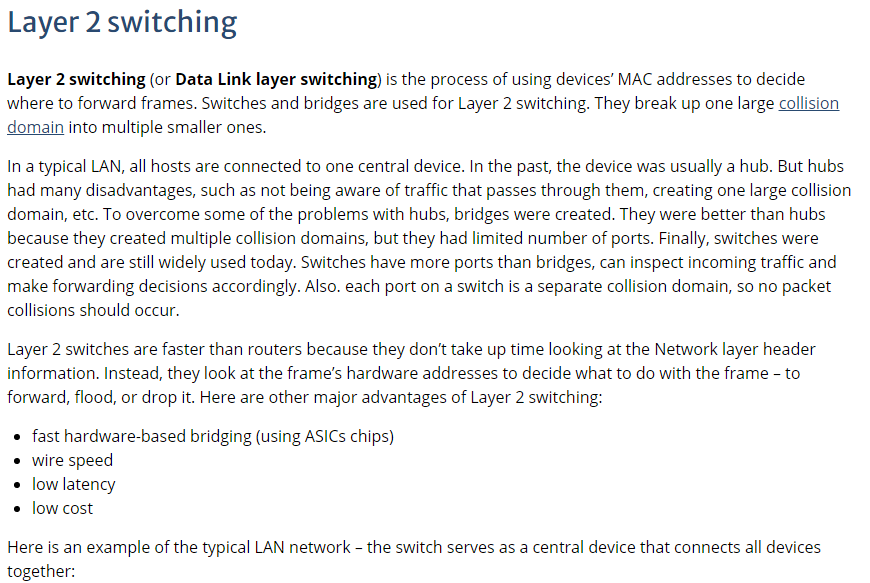 Layer 2 switching
Layer 2 switching (or Data Link layer switching) is the process of using devices’ MAC addresses to decide
where to forward frames. Switches and bridges are used for Layer 2 switching. They break up one large collision
domain into multiple smaller ones.
In a typical LAN, all hosts are connected to one central device. In the past, the device was usually a hub. But hubs
had many disadvantages, such as not being aware of traffic that passes through them, creating one large collision
domain, etc. To overcome some of the problems with hubs, bridges were created. They were better than hubs
because they created multiple collision domains, but they had limited number of ports. Finally, switches were
created and are still widely used today. Switches have more ports than bridges, can inspect incoming traffic and
make forwarding decisions accordingly. Also. each port on a switch is a separate collision domain, so no packet
collisions should occur.
Layer 2 switches are faster than routers because they don’t take up time looking at the Network layer header
information. Instead, they look at the frame’s hardware addresses to decide what to do with the frame – to
forward, flood, or drop it. Here are other major advantages of Layer 2 switching:
• fast hardware-based bridging (using ASICs chips)
• wire speed
• low latency
• low cost
Here is an example of the typical LAN network – the switch serves as a central device that connects all devices
together: